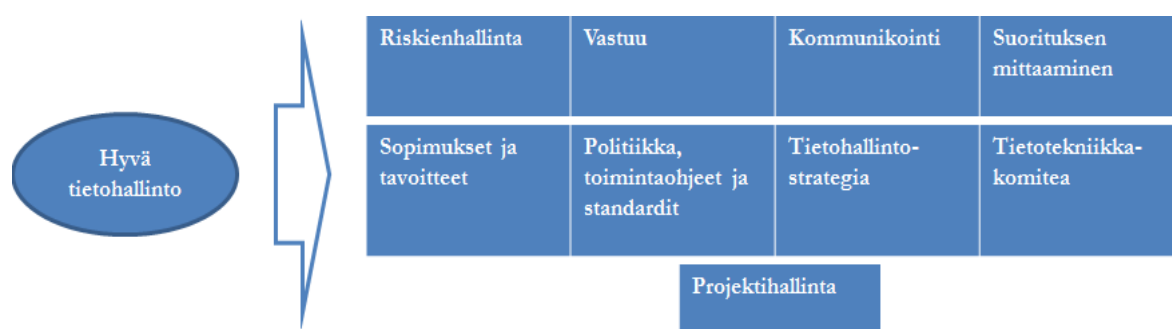 Hyvä
tietohallinto
Riskienhallinta
Vastuu
Kommunikointi
Suorituksen
mittaaminen
Sopimukset ja
tavoitteet
Politiikka,
toimintaohjeet ja
standardit
Tietohallinto-
strategia
Tietotekniikka-
komitea
Projektihallinta